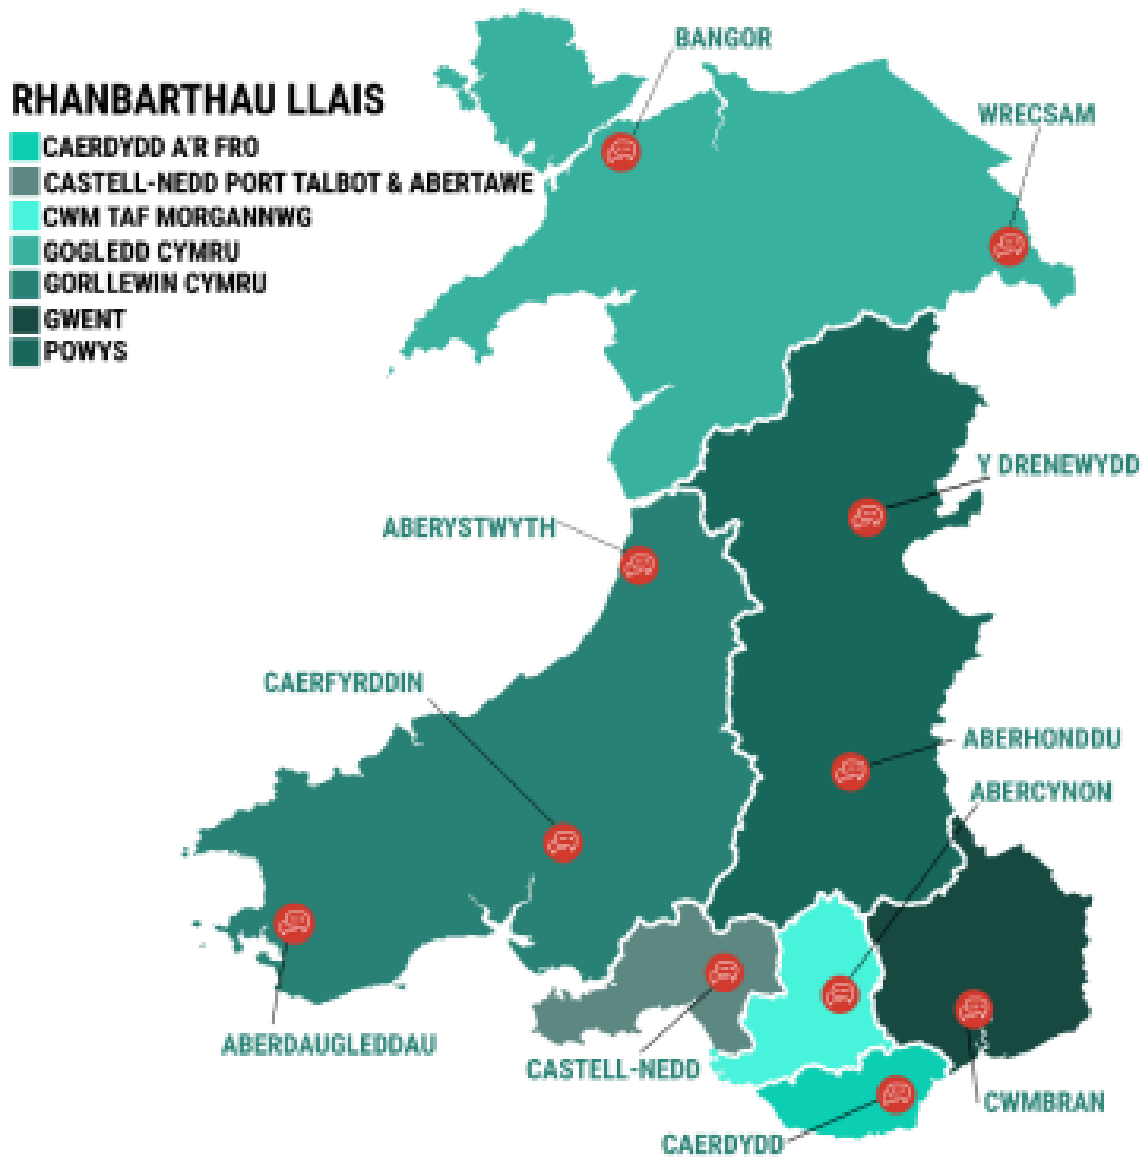 BANGOR
RHANBARTHAU LLAIS
WRECSAM
CAERDYDD A'R FRO
CASTELL-NEDD PORT TALBOT & ABERTAWE
CWM TAF MORGANNWG
GOGLEDD CYMRU
GORLLEWIN CYMRU
GWENT
POWYS
Y DRENEWYDD
ABERYSTWYTH
CAERFYRDDIN
ABERHONDDU
ABERCYNON
ABERDAUGLEDDAU
CASTELL-NEDD
CWMBRAN
CAERDYDD